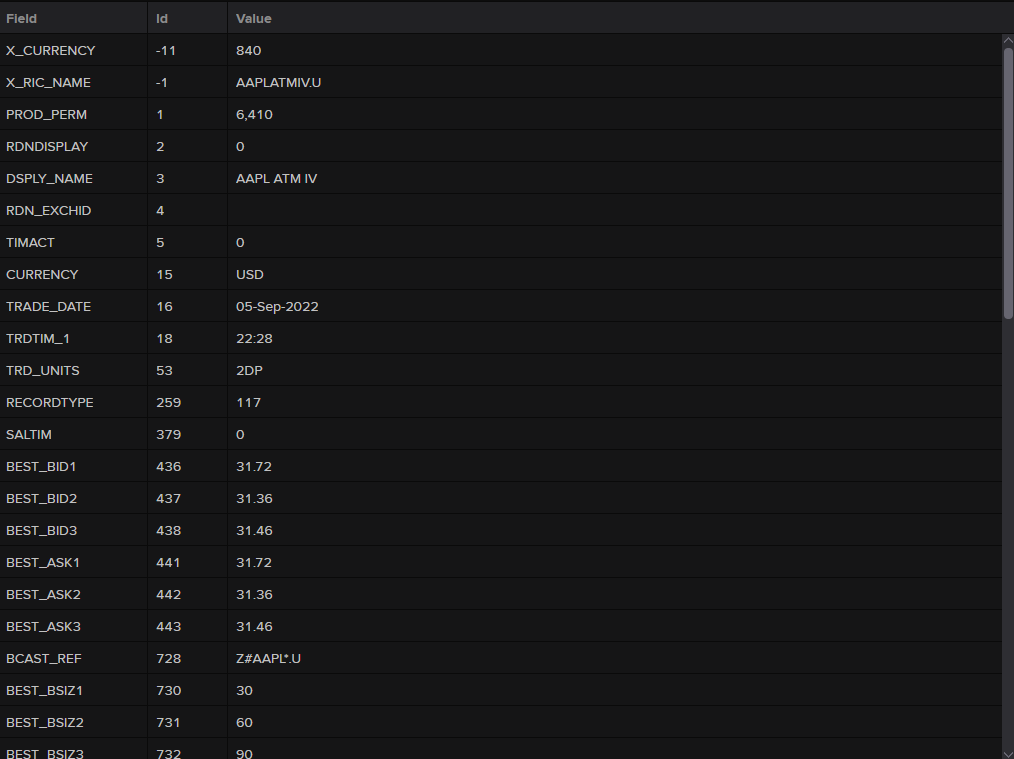 Field Id Value
X_CURRENCY -11 840
X_RIC_NAME -1 AAPLATMIV.U
PROD_PERM 1 6,410
RDNDISPLAY 2 0
DSPLY_NAME 3 AAPL ATM IV
RDN_EXCHID 4
TIMACT 5 0
CURRENCY 15 USD
TRADE_DATE 16 05-Sep-2022
TRDTIM_1 18 22:28
TRD_UNITS 53 2DP
RECORDTYPE 259 117
SALTIM 379 0
BEST_BID1 436 31.72
BEST_BID2 437 31.36
BEST_BID3 438 31.46
BEST_ASK1 441 31.72
BEST_ASK2 442 31.36
BEST_ASK3 443 31.46
BCAST_REF 728 Z#AAPL*.U
BEST_BSIZ1 730 30
BEST_BSIZ2 731 60
BEST_BSIZ3 732 90